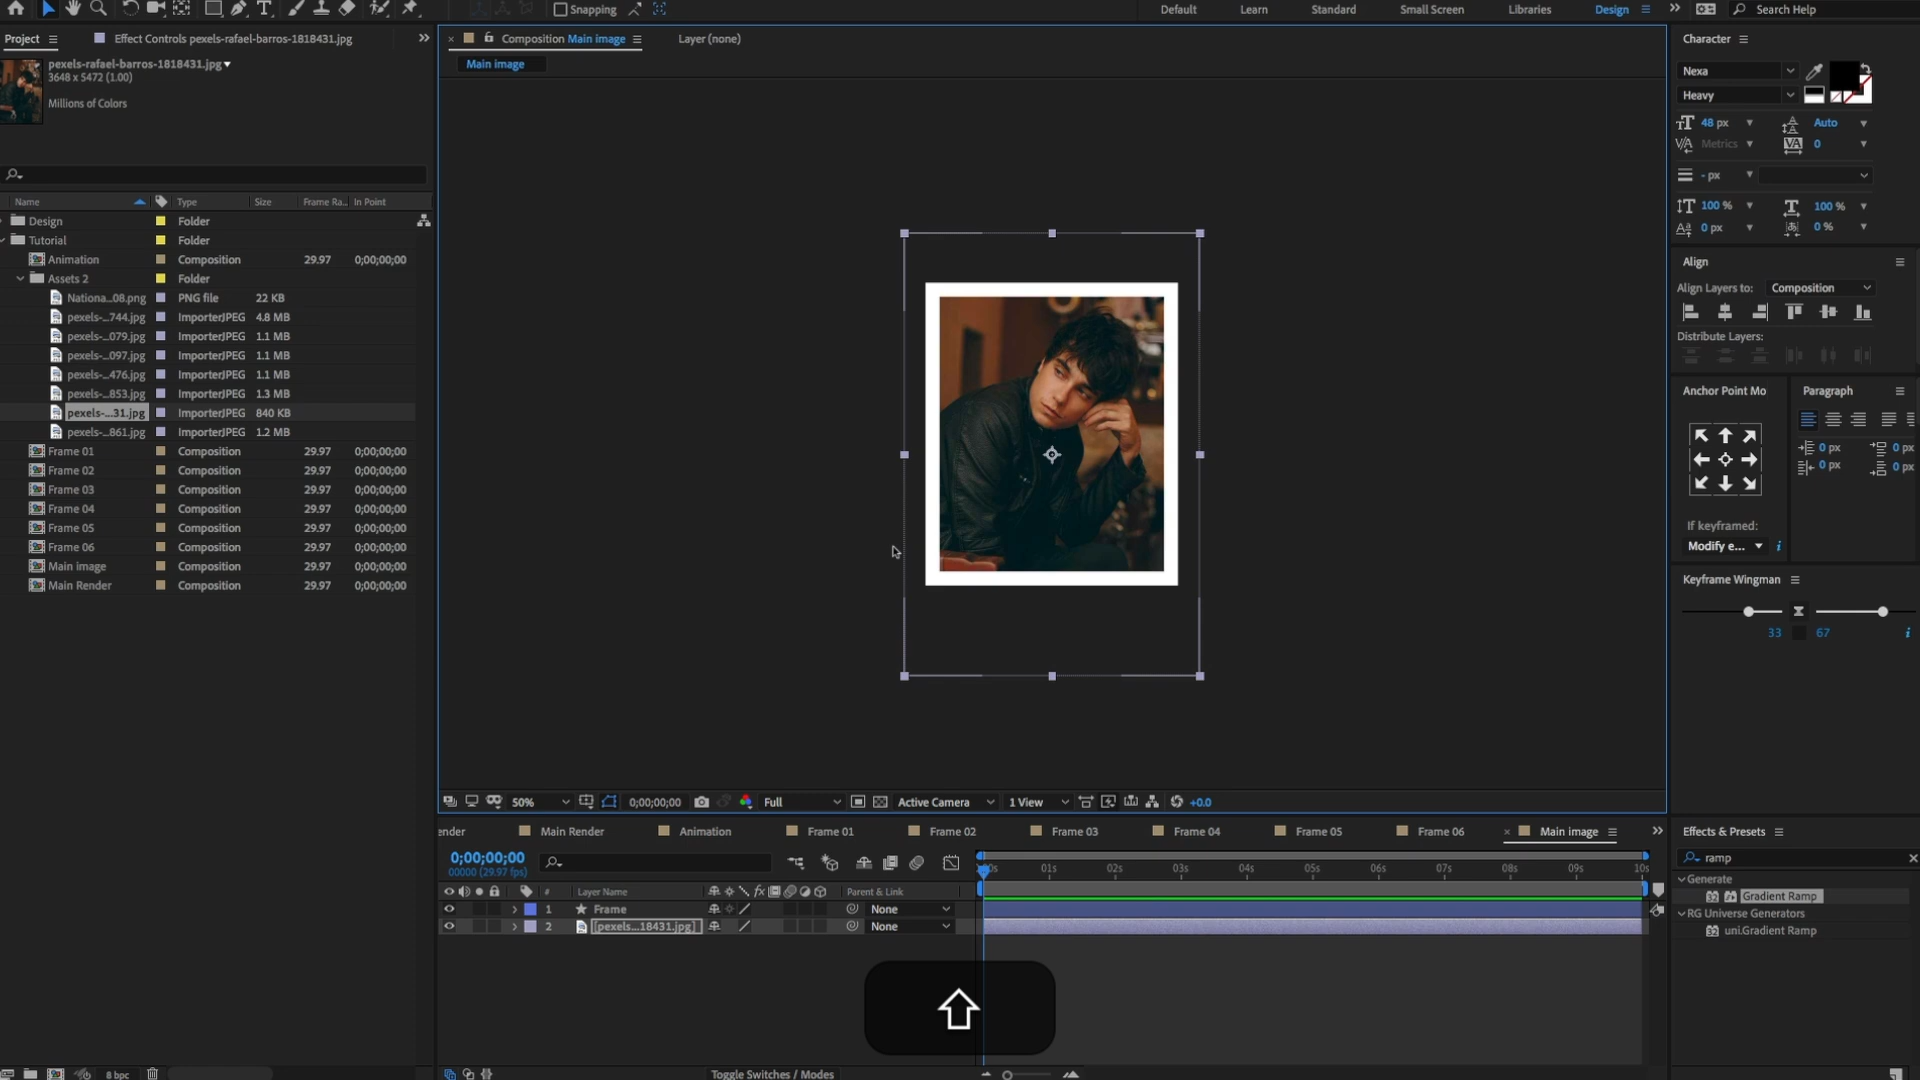 Snapping
Default
Learn
Standard
Small Screen
Libraries
Design
Search Help
Project
Effect Controls pexels-rafael-barros-1818431.jpg
Composition Main image
Layer (none)
Character
pexels-rafael-barros-1818431.jpg
3648 x 5472 (1.00)
Millions of Colors
Main image
Nexa
Heavy
48 px
Auto
Metrics
0
- px
100 %
100 %
0 px
0 %
Name
Type
Size
Frame Ra...
In Point
Design Folder
Tutorial Folder
Animation Composition 29.97 0;00;00;00
Assets 2 Folder
Nationa...08.png PNG file 22 KB
pexels-...744.jpg ImporterJPEG 4.8 MB
pexels-...079.jpg ImporterJPEG 1.1 MB
pexels-...097.jpg ImporterJPEG 1.1 MB
pexels-...476.jpg ImporterJPEG 1.1 MB
pexels-...853.jpg ImporterJPEG 1.3 MB
pexels-...31.jpg ImporterJPEG 840 KB
pexels-...861.jpg ImporterJPEG 1.2 MB
Frame 01 Composition 29.97 0;00;00;00
Frame 02 Composition 29.97 0;00;00;00
Frame 03 Composition 29.97 0;00;00;00
Frame 04 Composition 29.97 0;00;00;00
Frame 05 Composition 29.97 0;00;00;00
Frame 06 Composition 29.97 0;00;00;00
Main image Composition 29.97 0;00;00;00
Main Render Composition 29.97 0;00;00;00
Align
Align Layers to: Composition
Distribute Layers:
Anchor Point Mo
Paragraph
0 px
0 px
0 px
0 px
If keyframed:
Modify e...
Keyframe Wingman
33
67
50%
0;00;00;00
Full
Active Camera
1 View
+0.0
ender
Main Render
Animation
Frame 01
Frame 02
Frame 03
Frame 04
Frame 05
Frame 06
Main image
0;00;00;00
00000 (29.97 fps)
:00s 01s 02s 03s 04s 05s 06s 07s 08s 09s 10s
# Layer Name Parent & Link
1 Frame None
2 [pexels...18431.jpg] None
Effects & Presets
ramp
Generate
Gradient Ramp
RG Universe Generators
uni.Gradient Ramp
8 bpc
Toggle Switches / Modes